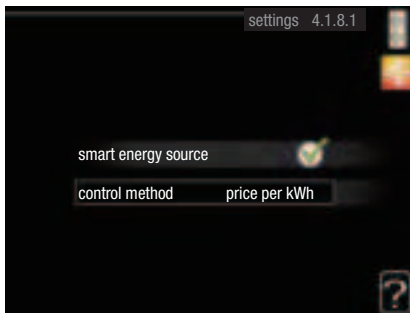 settings 4.1.8.1
smart energy source
control method price per kWh
?